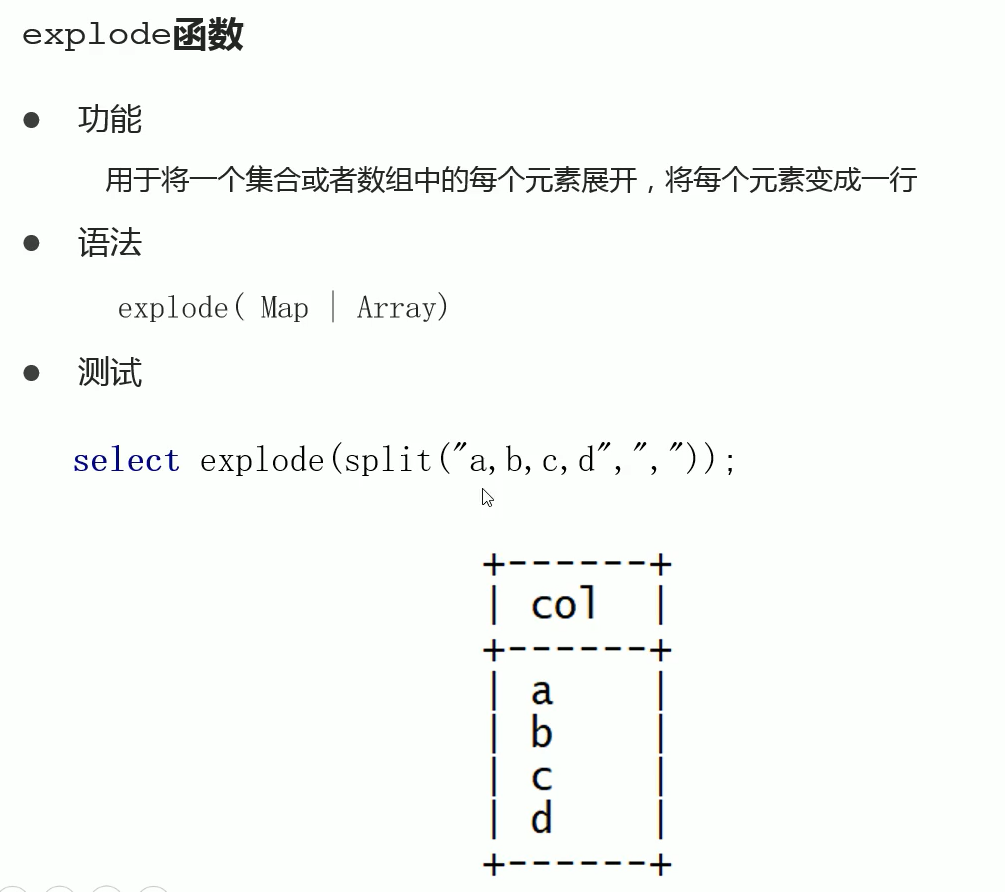 explode函数
● 功能
用于将一个集合或者数组中的每个元素展开，将每个元素变成一行
● 语法
explode( Map | Array)
● 测试
select explode(split("a,b,c,d",","));
+------+
| col  |
+------+
| a    |
| b    |
| c    |
| d    |
+------+